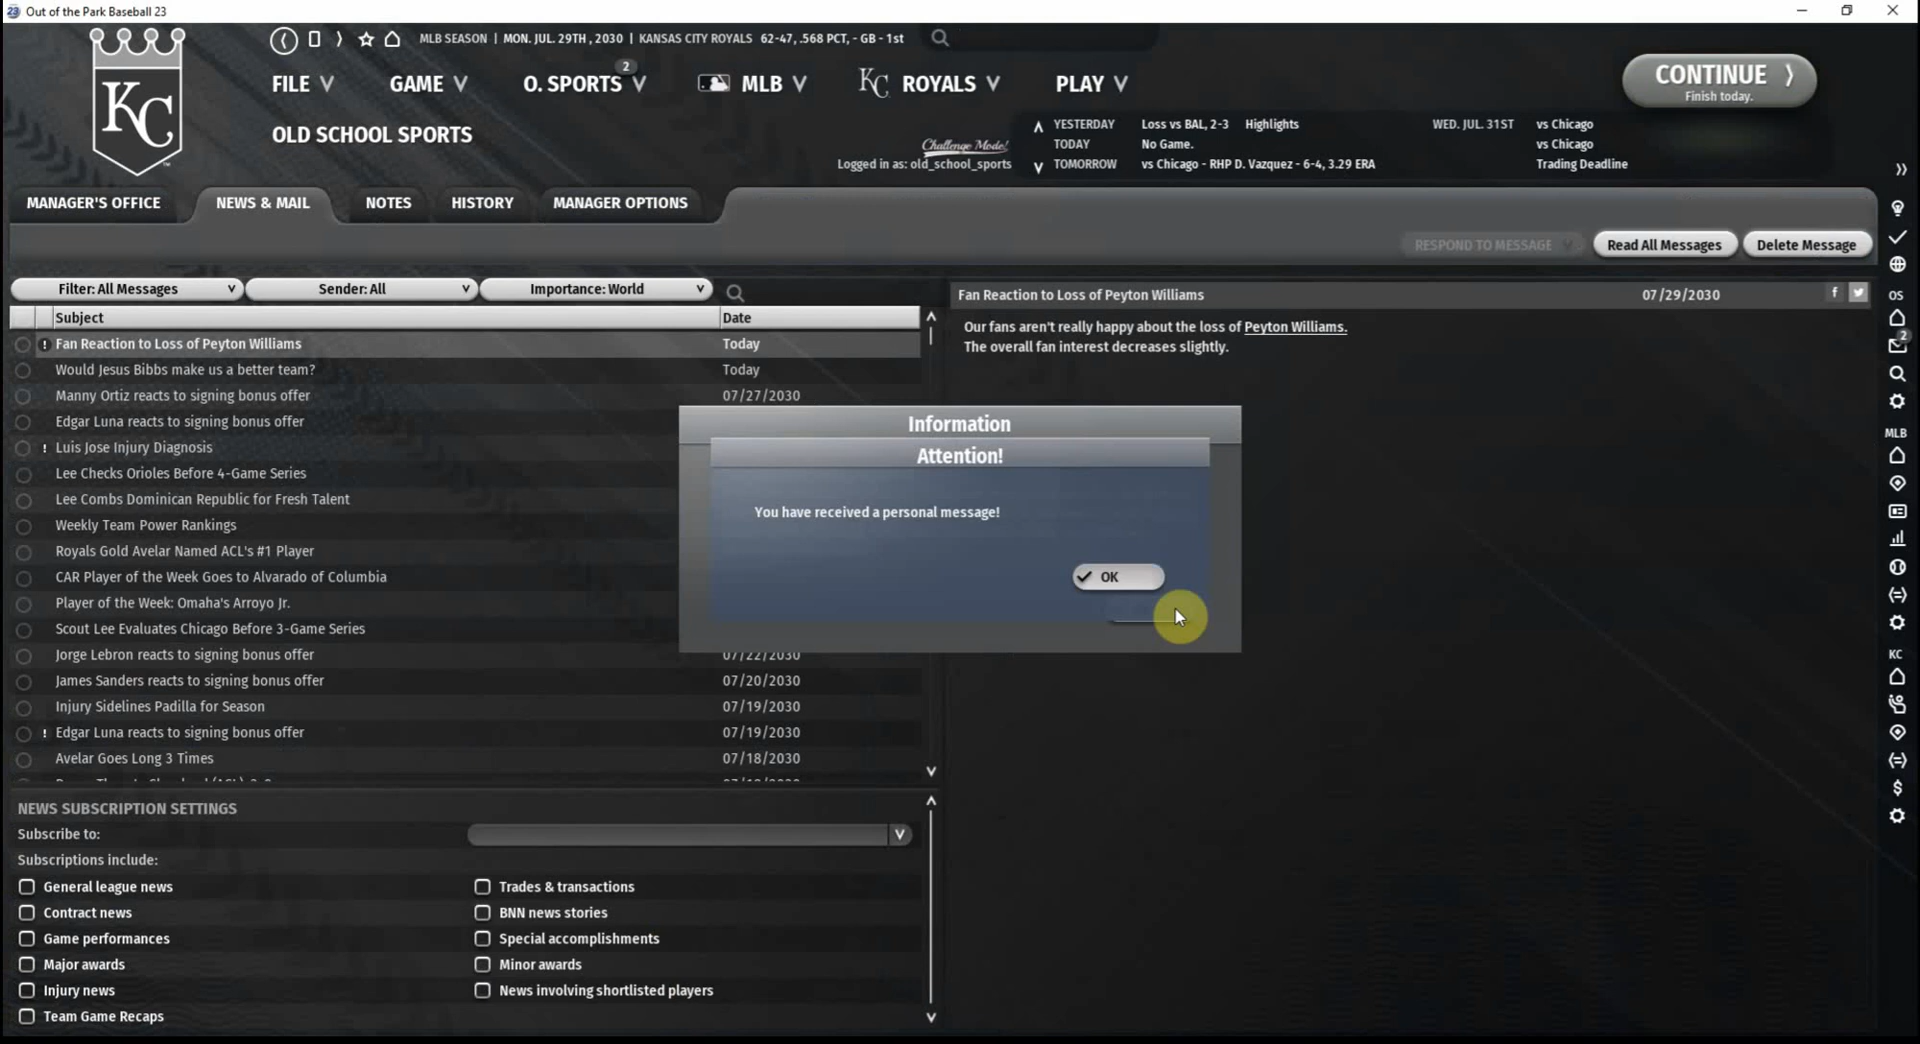 23 Out of the Park Baseball 23
MLB SEASON | MON. JUL. 29TH , 2030 | KANSAS CITY ROYALS 62-47, .568 PCT, - GB - 1st
KC
FILE GAME O. SPORTS 2 MLB KC ROYALS PLAY
CONTINUE
Finish today.
OLD SCHOOL SPORTS
Challenge Mode!
Logged in as: old_school_sports
YESTERDAY Loss vs BAL, 2-3 Highlights
TODAY No Game.
TOMORROW vs Chicago - RHP D. Vazquez - 6-4, 3.29 ERA
WED. JUL. 31ST vs Chicago
vs Chicago
Trading Deadline
MANAGER'S OFFICE NEWS & MAIL NOTES HISTORY MANAGER OPTIONS
RESPOND TO MESSAGE Read All Messages Delete Message
Filter: All Messages Sender: All Importance: World
Subject Date
! Fan Reaction to Loss of Peyton Williams Today
Would Jesus Bibbs make us a better team? Today
Manny Ortiz reacts to signing bonus offer 07/27/2030
Edgar Luna reacts to signing bonus offer
! Luis Jose Injury Diagnosis
Lee Checks Orioles Before 4-Game Series
Lee Combs Dominican Republic for Fresh Talent
Weekly Team Power Rankings
Royals Gold Avelar Named ACL's #1 Player
CAR Player of the Week Goes to Alvarado of Columbia
Player of the Week: Omaha's Arroyo Jr.
Scout Lee Evaluates Chicago Before 3-Game Series
Jorge Lebron reacts to signing bonus offer 07/22/2030
James Sanders reacts to signing bonus offer 07/20/2030
Injury Sidelines Padilla for Season 07/19/2030
! Edgar Luna reacts to signing bonus offer 07/19/2030
Avelar Goes Long 3 Times 07/18/2030
Fan Reaction to Loss of Peyton Williams 07/29/2030 f
Our fans aren't really happy about the loss of Peyton Williams.
The overall fan interest decreases slightly.
Information
Attention!
You have received a personal message!
OK
NEWS SUBSCRIPTION SETTINGS
Subscribe to:
Subscriptions include:
General league news Trades & transactions
Contract news BNN news stories
Game performances Special accomplishments
Major awards Minor awards
Injury news News involving shortlisted players
Team Game Recaps
OS
2
MLB
KC
$